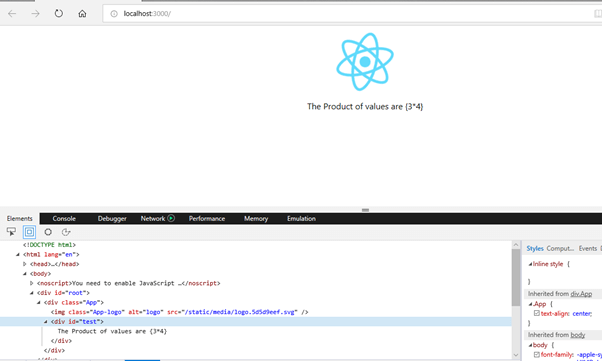 localhost:3000/
The Product of values are {3*4}
Elements Console Debugger Network Performance Memory Emulation
<!DOCTYPE html>
<html lang="en">
<head>…</head>
<body>
<noscript>You need to enable JavaScript …</noscript>
<div id="root">
<div class="App">
<img class="App-logo" alt="logo" src="/static/media/logo.5d5d9eef.svg" />
<div id="test">
The Product of values are {3*4}
</div>
</div>
Styles Comput... Events
Inline style {
}
Inherited from div.App
.App {
text-align: center;
}
Inherited from body
body {
font-family: -apple-sy